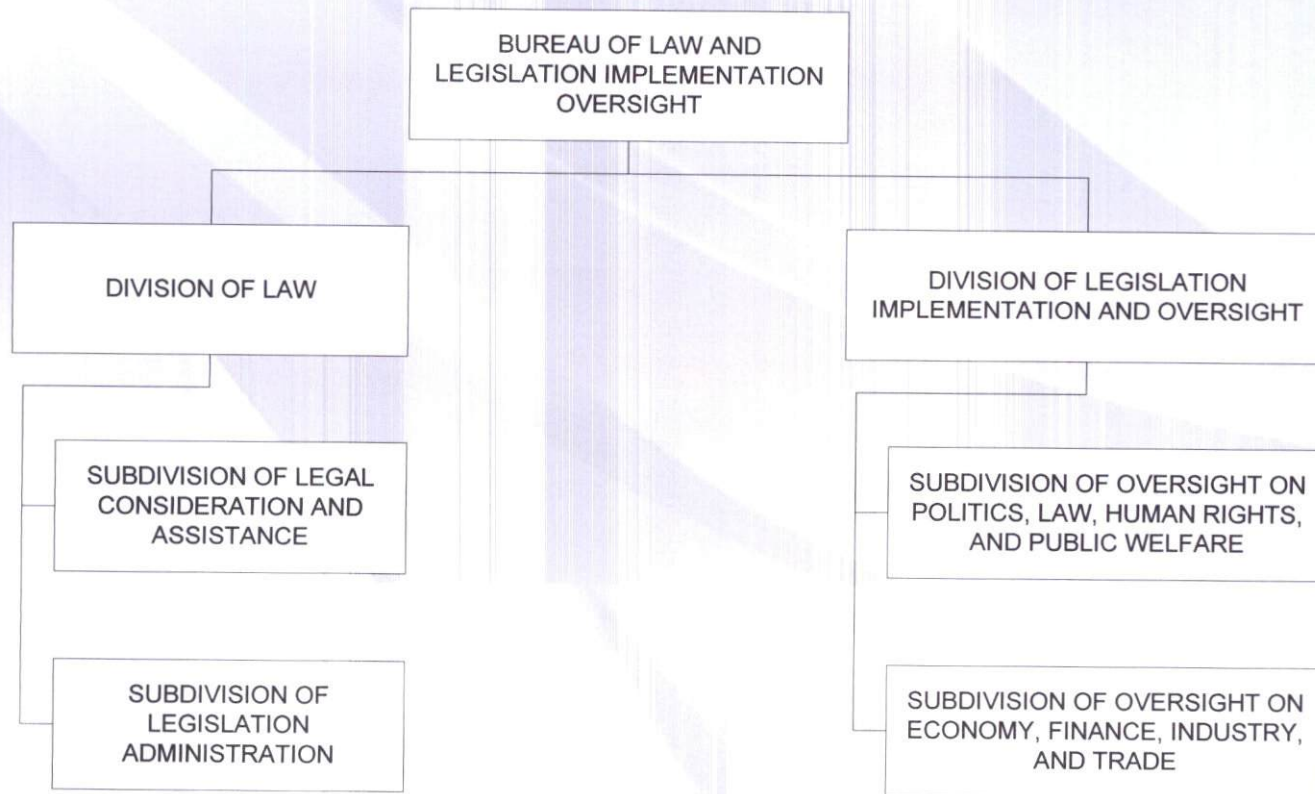 BUREAU OF LAW AND
LEGISLATION IMPLEMENTATION
OVERSIGHT
DIVISION OF LAW
DIVISION OF LEGISLATION
IMPLEMENTATION AND OVERSIGHT
SUBDIVISION OF LEGAL
CONSIDERATION AND
ASSISTANCE
SUBDIVISION OF OVERSIGHT ON
POLITICS, LAW, HUMAN RIGHTS,
AND PUBLIC WELFARE
SUBDIVISION OF
LEGISLATION
ADMINISTRATION
SUBDIVISION OF OVERSIGHT ON
ECONOMY, FINANCE, INDUSTRY,
AND TRADE